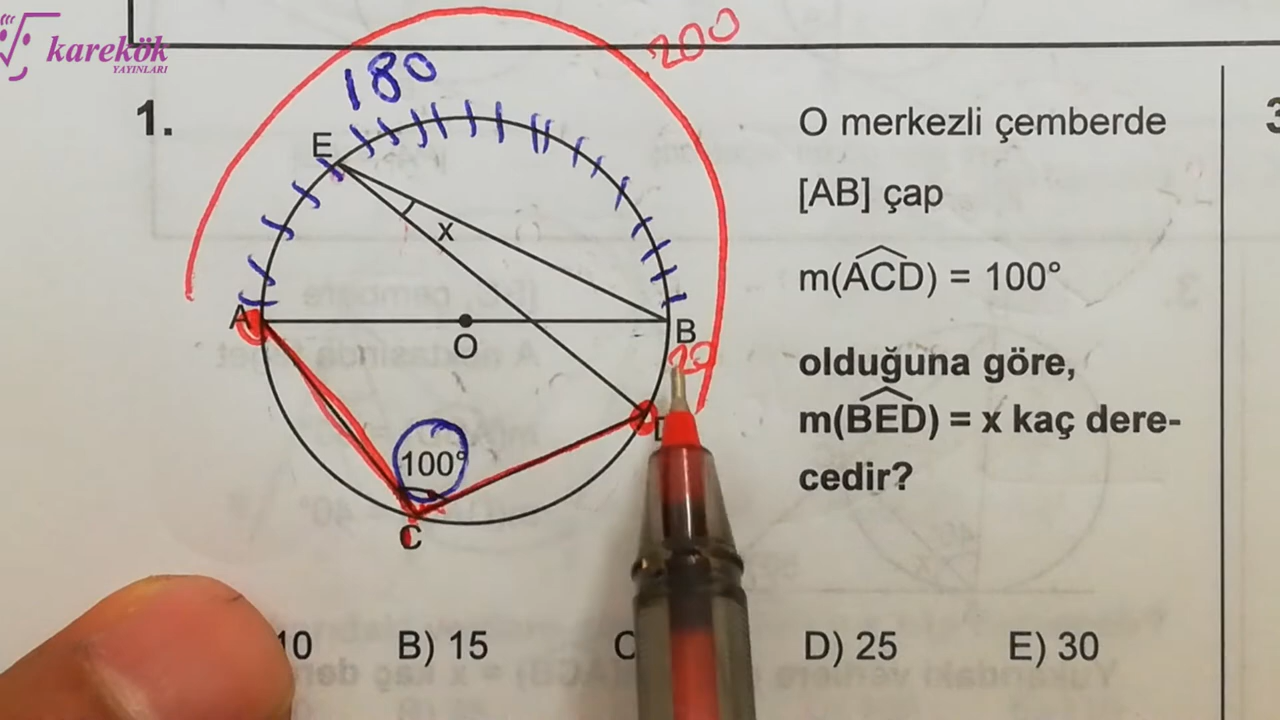 karekök
YAYINLARI
200
180
1.
E
x
A
O
B
20
D
100°
C
O merkezli çemberde
[AB] çap
m(ACD) = 100°
olduğuna göre,
m(BED) = x kaç dere-
cedir?
10 B) 15 C D) 25 E) 30
3